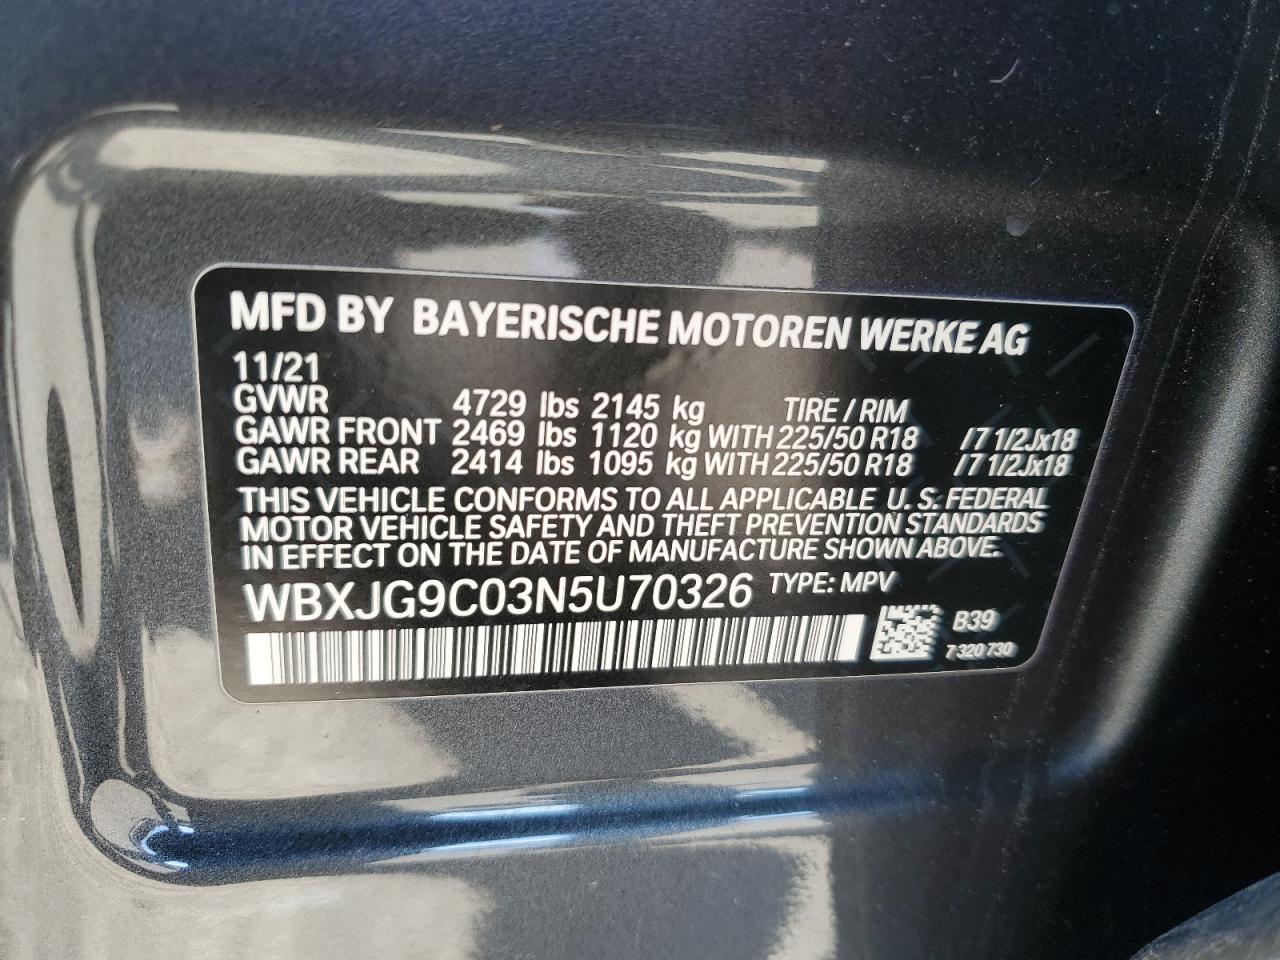 MFD BY BAYERISCHE MOTOREN WERKE AG
11/21
GVWR 4729 lbs 2145 kg TIRE / RIM
GAWR FRONT 2469 lbs 1120 kg WITH 225/50 R18 /7 1/2Jx18
GAWR REAR 2414 lbs 1095 kg WITH 225/50 R18 /7 1/2Jx18
THIS VEHICLE CONFORMS TO ALL APPLICABLE U.S. FEDERAL
MOTOR VEHICLE SAFETY AND THEFT PREVENTION STANDARDS
IN EFFECT ON THE DATE OF MANUFACTURE SHOWN ABOVE.
WBXJG9C03N5U70326 TYPE: MPV
B39
7 320 730